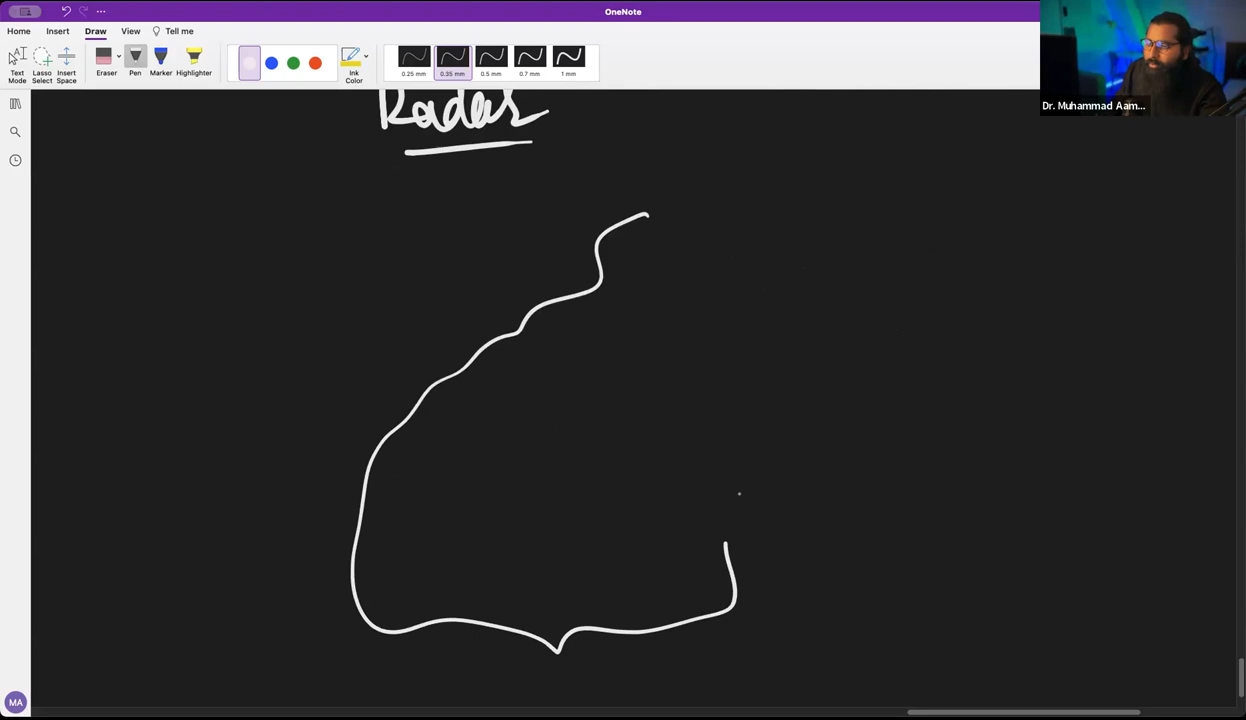 OneNote
Home Insert Draw View Tell me
Text Mode
Lasso Select
Insert Space
Eraser
Pen
Marker
Highlighter
Ink Color
0.25 mm
0.35 mm
0.5 mm
0.7 mm
1 mm
Dr. Muhammad Aam...
Radar
MA